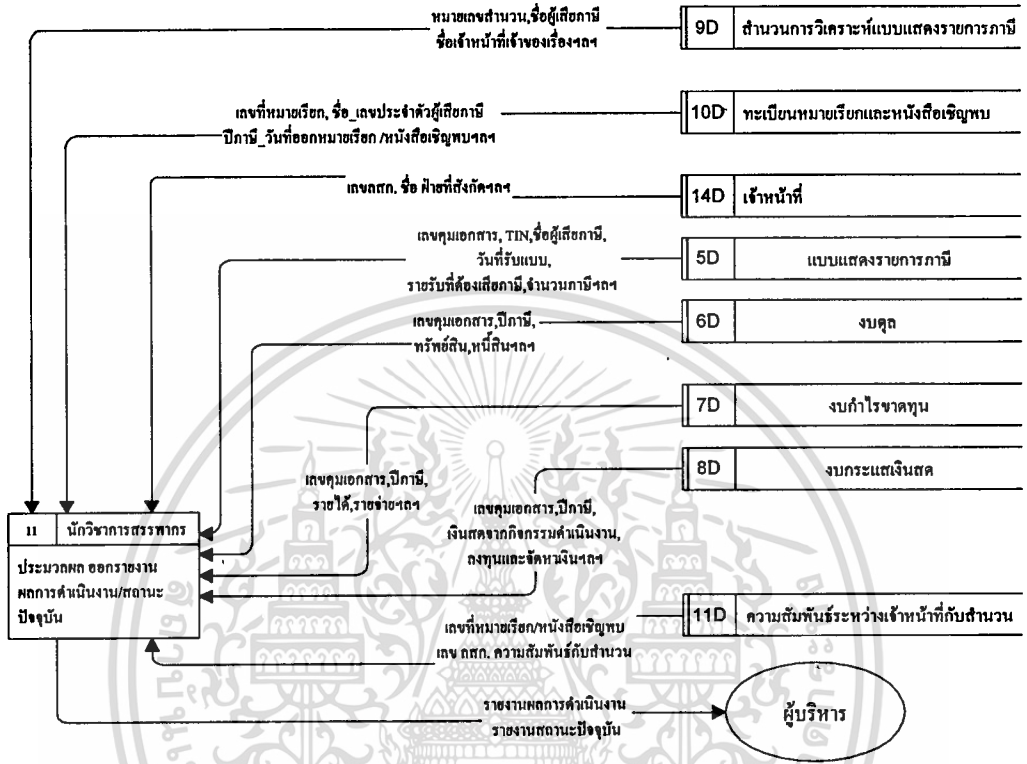 หมายเลขสำนวน,ชื่อผู้เสียภาษี
ชื่อเจ้าหน้าที่เจ้าของเรื่องฯลฯ
9D สำนวนการวิเคราะห์แบบแสดงรายการภาษี
เลขที่หมายเรียก, ชื่อ_เลขประจำตัวผู้เสียภาษี
ปีภาษี_วันที่ออกหมายเรียก/หนังสือเชิญพบฯลฯ
10D ทะเบียนหมายเรียกและหนังสือเชิญพบ
เลขลสก. ชื่อ ฝ่ายที่สังกัดฯลฯ
14D เจ้าหน้าที่
เลขคุมเอกสาร, TIN,ชื่อผู้เสียภาษี,
วันที่รับแบบ,
รายรับที่ต้องเสียภาษี,จำนวนภาษีฯลฯ
5D แบบแสดงรายการภาษี
เลขคุมเอกสาร,ปีภาษี,
ทรัพย์สิน,หนี้สินฯลฯ
6D งบดุล
7D งบกำไรขาดทุน
8D งบกระแสเงินสด
เลขคุมเอกสาร,ปีภาษี,
รายได้,รายจ่ายฯลฯ
เลขคุมเอกสาร,ปีภาษี,
เงินสดจากกิจกรรมดำเนินงาน,
ลงทุนและจัดหาเงินฯลฯ
11 นักวิชาการสรรพากร
ประมวลผล ออกรายงาน
ผลการดำเนินงาน/สถานะ
ปัจจุบัน
เลขที่หมายเรียก/หนังสือเชิญพบ
เลข ลสก. ความสัมพันธ์กับสำนวน
11D ความสัมพันธ์ระหว่างเจ้าหน้าที่กับสำนวน
รายงานผลการดำเนินงาน
รายงานสถานะปัจจุบัน
ผู้บริหาร